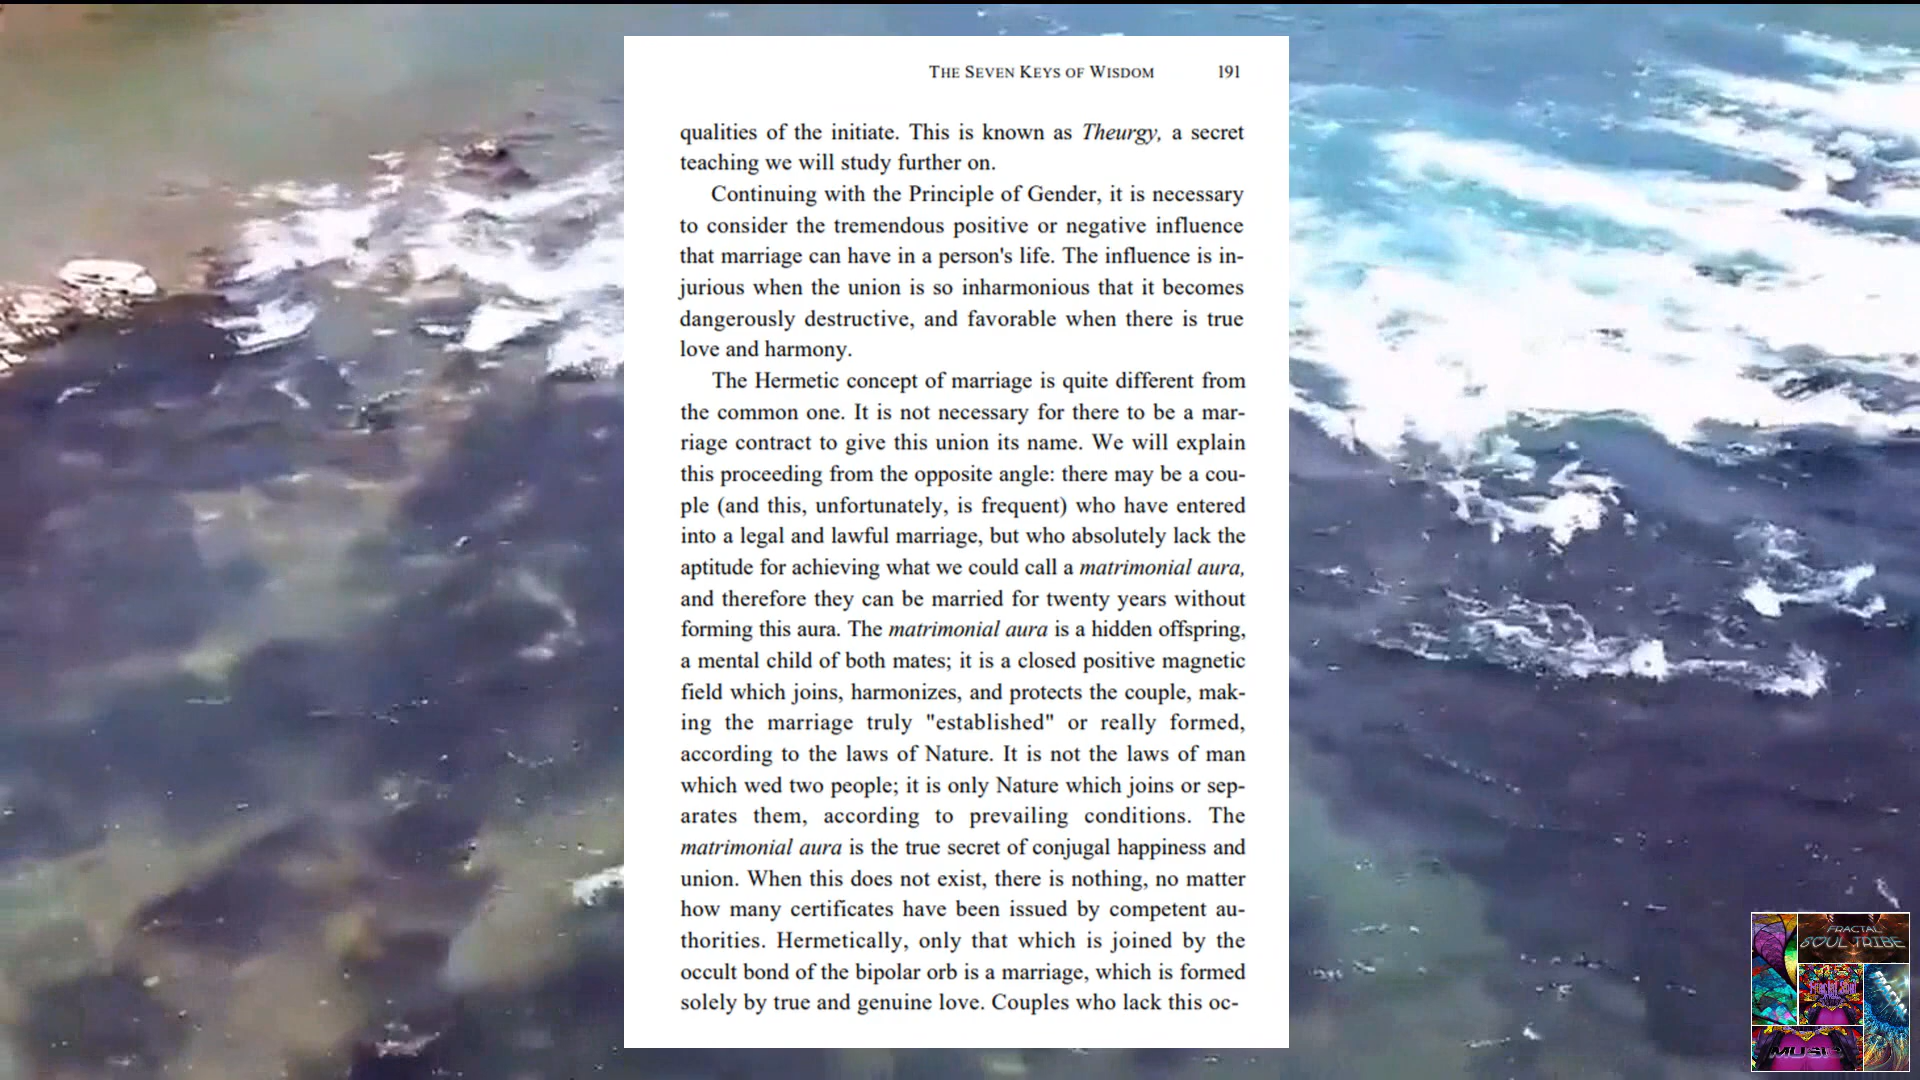 THE SEVEN KEYS OF WISDOM 191
qualities of the initiate. This is known as Theurgy, a secret
teaching we will study further on.
Continuing with the Principle of Gender, it is necessary
to consider the tremendous positive or negative influence
that marriage can have in a person's life. The influence is in-
jurious when the union is so inharmonious that it becomes
dangerously destructive, and favorable when there is true
love and harmony.
The Hermetic concept of marriage is quite different from
the common one. It is not necessary for there to be a mar-
riage contract to give this union its name. We will explain
this proceeding from the opposite angle: there may be a cou-
ple (and this, unfortunately, is frequent) who have entered
into a legal and lawful marriage, but who absolutely lack the
aptitude for achieving what we could call a matrimonial aura,
and therefore they can be married for twenty years without
forming this aura. The matrimonial aura is a hidden offspring,
a mental child of both mates; it is a closed positive magnetic
field which joins, harmonizes, and protects the couple, mak-
ing the marriage truly "established" or really formed,
according to the laws of Nature. It is not the laws of man
which wed two people; it is only Nature which joins or sep-
arates them, according to prevailing conditions. The
matrimonial aura is the true secret of conjugal happiness and
union. When this does not exist, there is nothing, no matter
how many certificates have been issued by competent au-
thorities. Hermetically, only that which is joined by the
occult bond of the bipolar orb is a marriage, which is formed
solely by true and genuine love. Couples who lack this oc-
FRACTAL
SOUL TRIBE
Fractal Soul
MUSIC